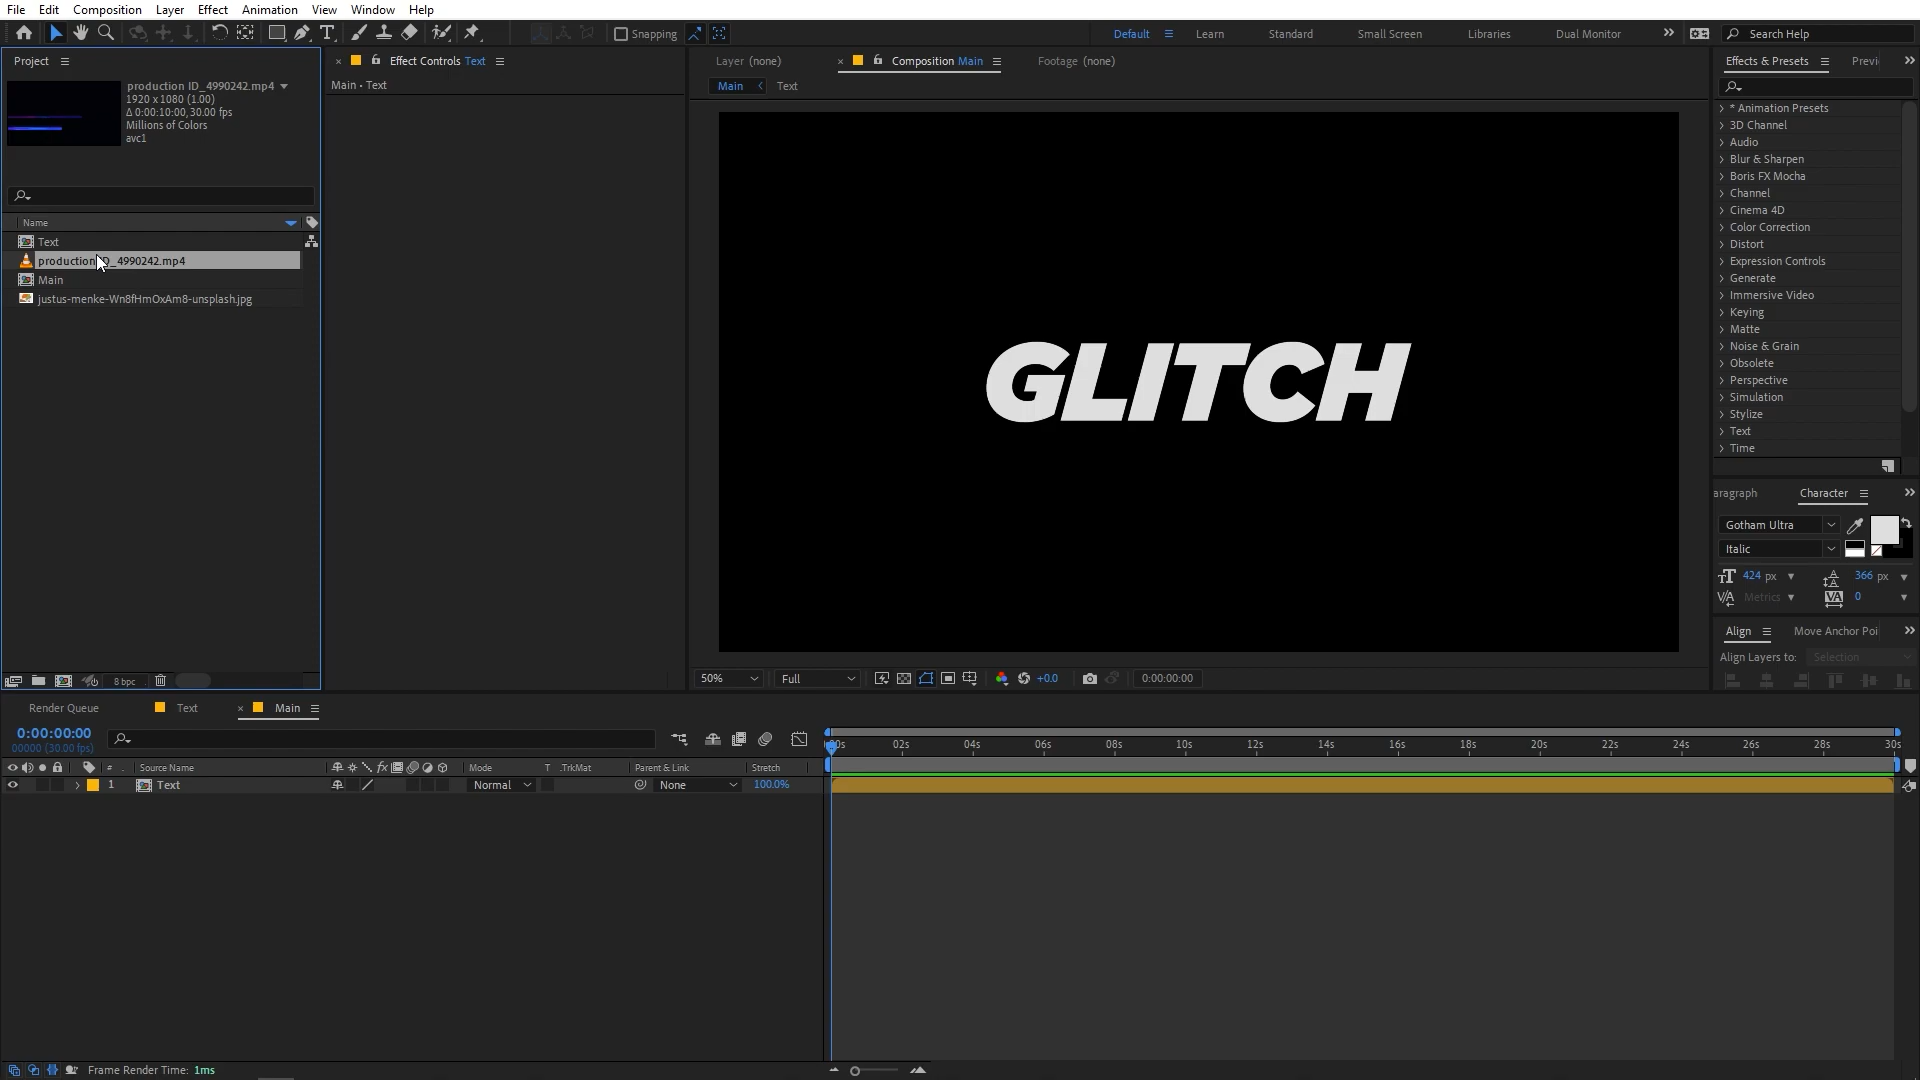 File Edit Composition Layer Effect Animation View Window Help
Snapping
Default Learn Standard Small Screen Libraries Dual Monitor Search Help
Project
production ID_4990242.mp4
1920 x 1080 (1.00)
Δ 0:00:10:00, 30.00 fps
Millions of Colors
avc1
Name
Text
Main
justus-menke-Wn8fHmOxAm8-unsplash.jpg
8 bpc
Effect Controls Text
Main • Text
Layer (none) Composition Main Footage (none)
Main Text
GLITCH
50% Full +0.0 0:00:00:00
Effects & Presets
* Animation Presets
3D Channel
Audio
Blur & Sharpen
Boris FX Mocha
Channel
Cinema 4D
Color Correction
Distort
Expression Controls
Generate
Immersive Video
Keying
Matte
Noise & Grain
Obsolete
Perspective
Simulation
Stylize
Text
Time
aragraph Character
Gotham Ultra
Italic
424 px 366 px
Metrics 0
Align Move Anchor Poi
Align Layers to: Selection
Render Queue Text Main
0:00:00:00
00000 (30.00 fps)
02s 04s 06s 08s 10s 12s 14s 16s 18s 20s 22s 24s 26s 28s 30s
# Source Name Mode T .TrkMat Parent & Link Stretch
1 Text Normal None 100.0%
Frame Render Time: 1ms